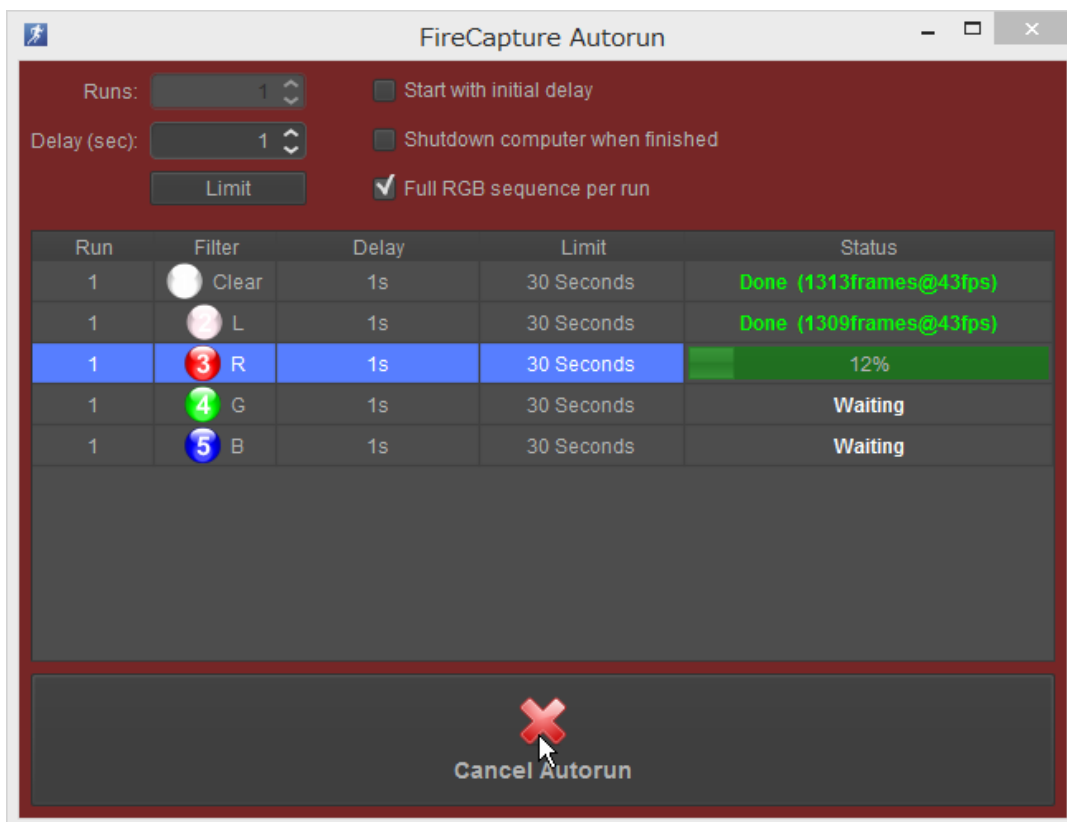 FireCapture Autorun
Runs: 1 Start with initial delay
Delay (sec): 1 Shutdown computer when finished
Limit Full RGB sequence per run
Run Filter Delay Limit Status
1 Clear 1s 30 Seconds Done (1313frames@43fps)
1 2 L 1s 30 Seconds Done (1309frames@43fps)
1 3 R 1s 30 Seconds 12%
1 4 G 1s 30 Seconds Waiting
1 5 B 1s 30 Seconds Waiting
Cancel Autorun